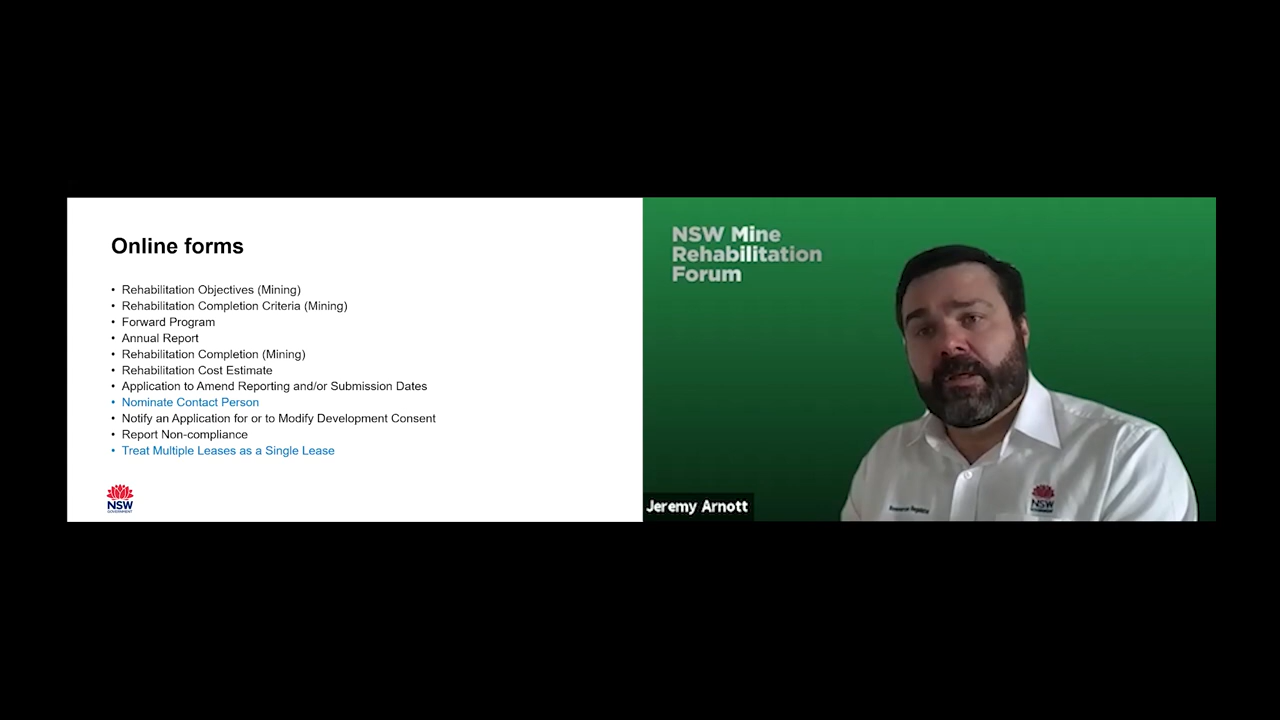 Online forms
• Rehabilitation Objectives (Mining)
• Rehabilitation Completion Criteria (Mining)
• Forward Program
• Annual Report
• Rehabilitation Completion (Mining)
• Rehabilitation Cost Estimate
• Application to Amend Reporting and/or Submission Dates
• Nominate Contact Person
• Notify an Application for or to Modify Development Consent
• Report Non-compliance
• Treat Multiple Leases as a Single Lease
NSW
GOVERNMENT
NSW Mine
Rehabilitation
Forum
Jeremy Arnott
NSW